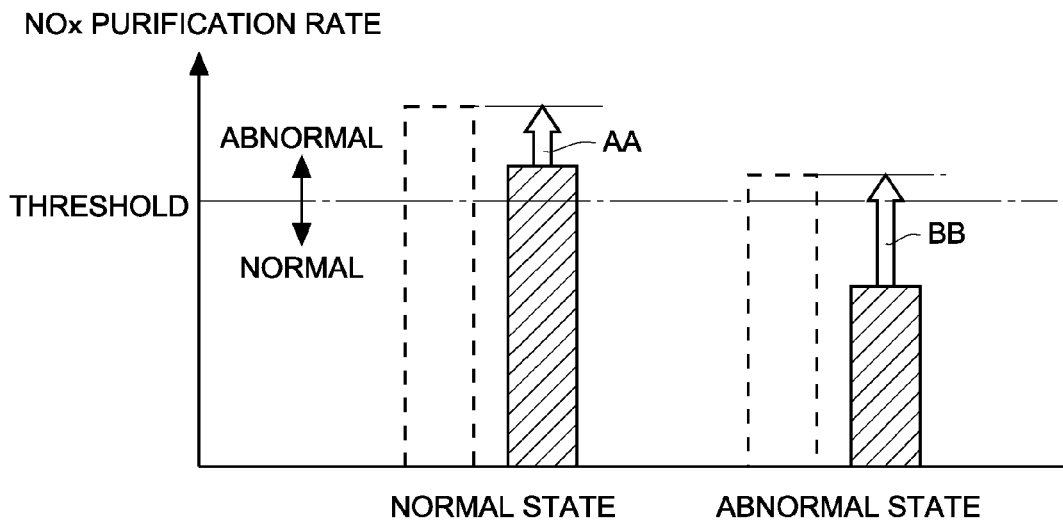 NOx PURIFICATION RATE
ABNORMAL
AA
THRESHOLD
BB
NORMAL
NORMAL STATE
ABNORMAL STATE